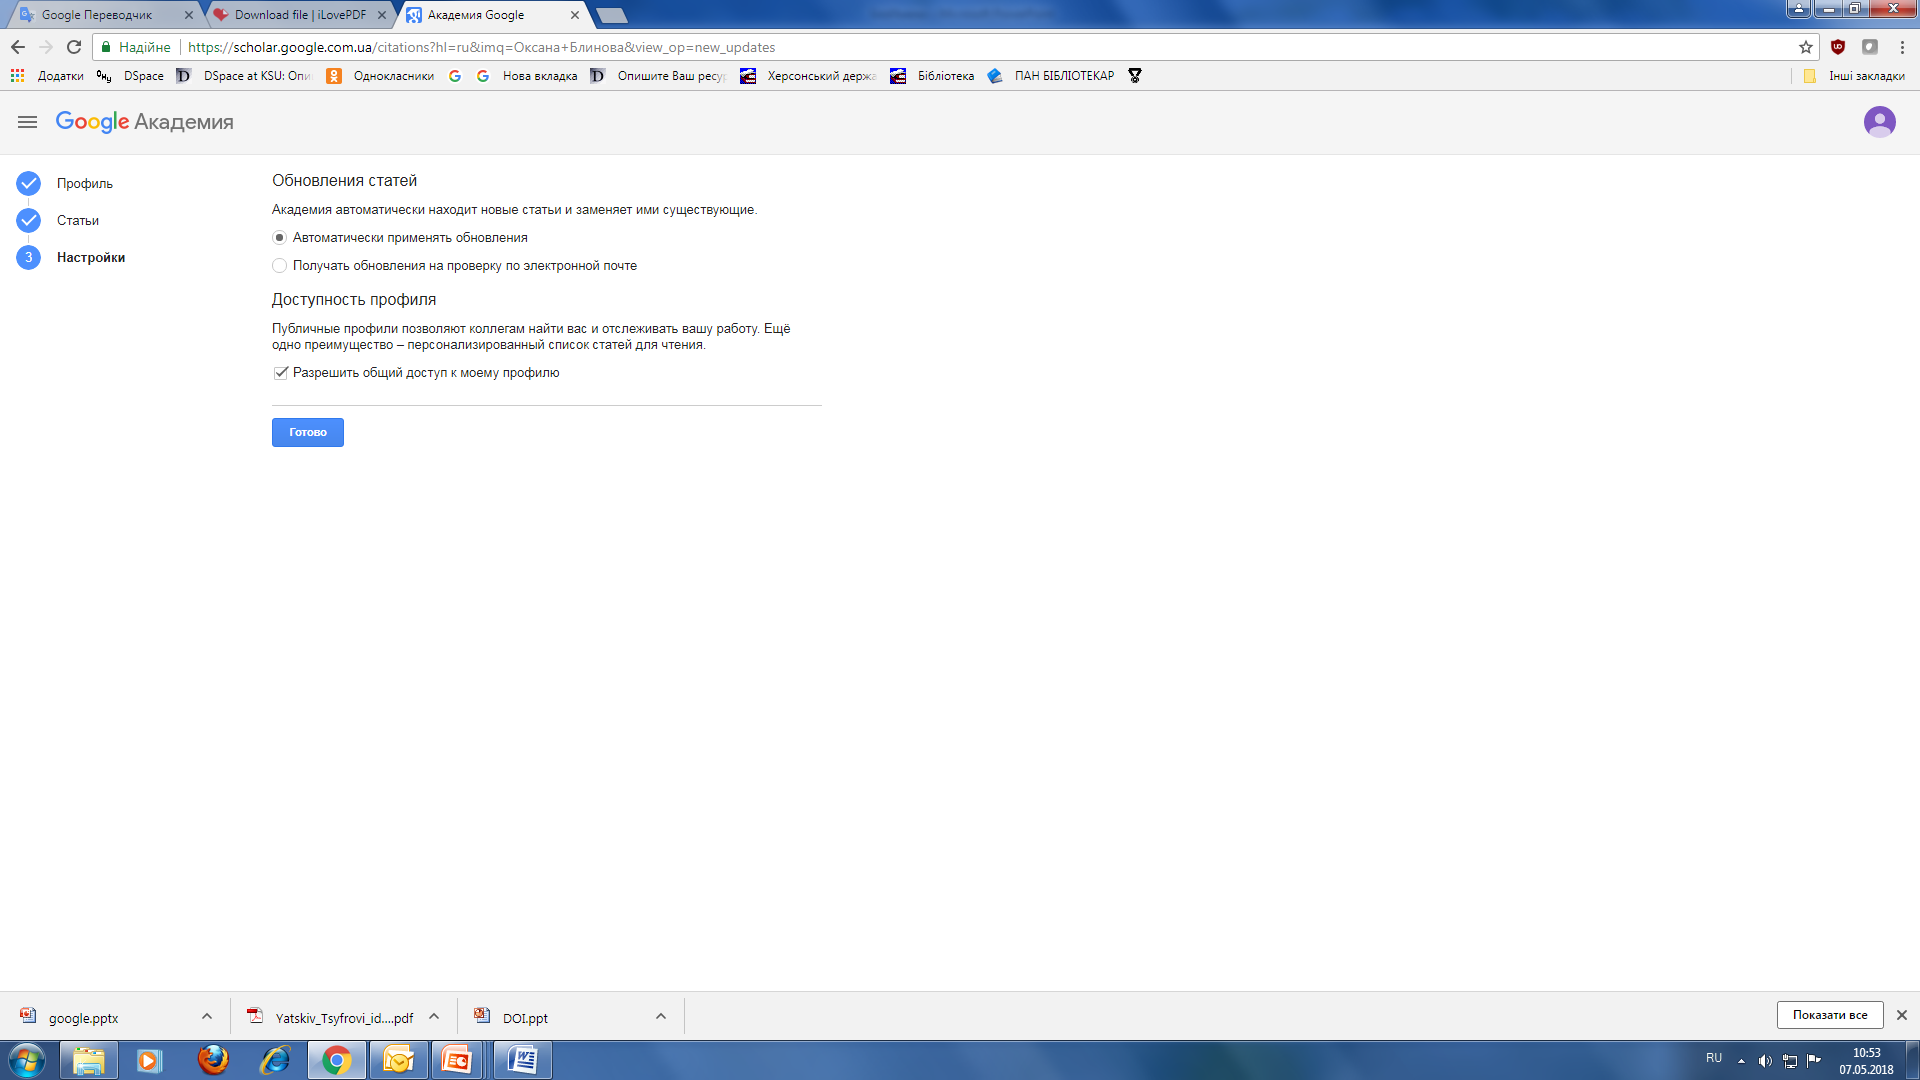 Google Переводчик
Download file | iLovePDF
Академия Google
Надійне
https://scholar.google.com.ua/citations?hl=ru&imq=Оксана+Блинова&view_op=new_updates
Додатки
DSpace
DSpace at KSU: Опи
Однокласники
Нова вкладка
Опишите Ваш ресу
Херсонський держа
Бібліотека
ПАН БІБЛІОТЕКАР
Інші закладки
Google Академия
Профиль
Статьи
3 Настройки
Обновления статей
Академия автоматически находит новые статьи и заменяет ими существующие.
Автоматически применять обновления
Получать обновления на проверку по электронной почте
Доступность профиля
Публичные профили позволяют коллегам найти вас и отслеживать вашу работу. Ещё
одно преимущество – персонализированный список статей для чтения.
Разрешить общий доступ к моему профилю
Готово
google.pptx
Yatskiv_Tsyfrovi_id....pdf
DOI.ppt
Показати все
RU
10:53
07.05.2018